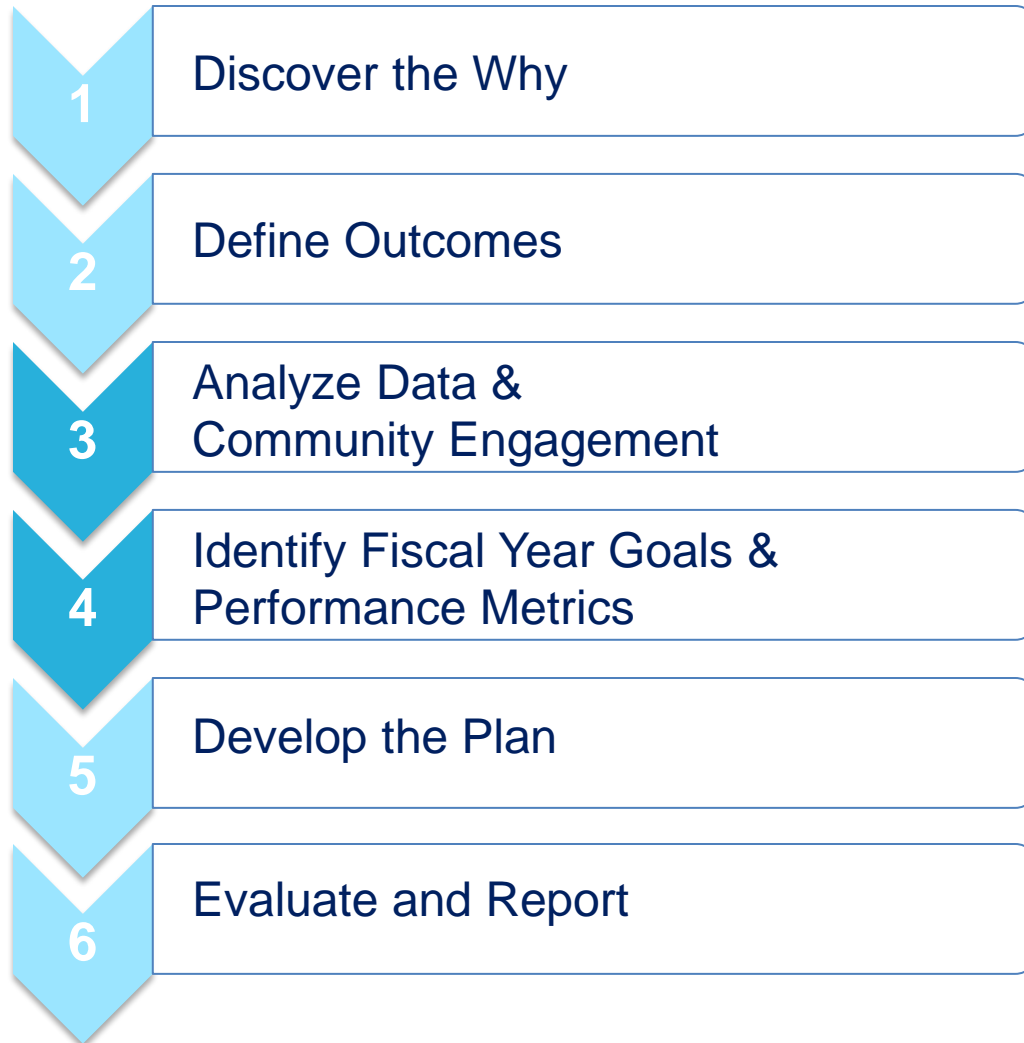 1
Discover the Why
2
Define Outcomes
3
Analyze Data &
Community Engagement
4
Identify Fiscal Year Goals &
Performance Metrics
5
Develop the Plan
6
Evaluate and Report